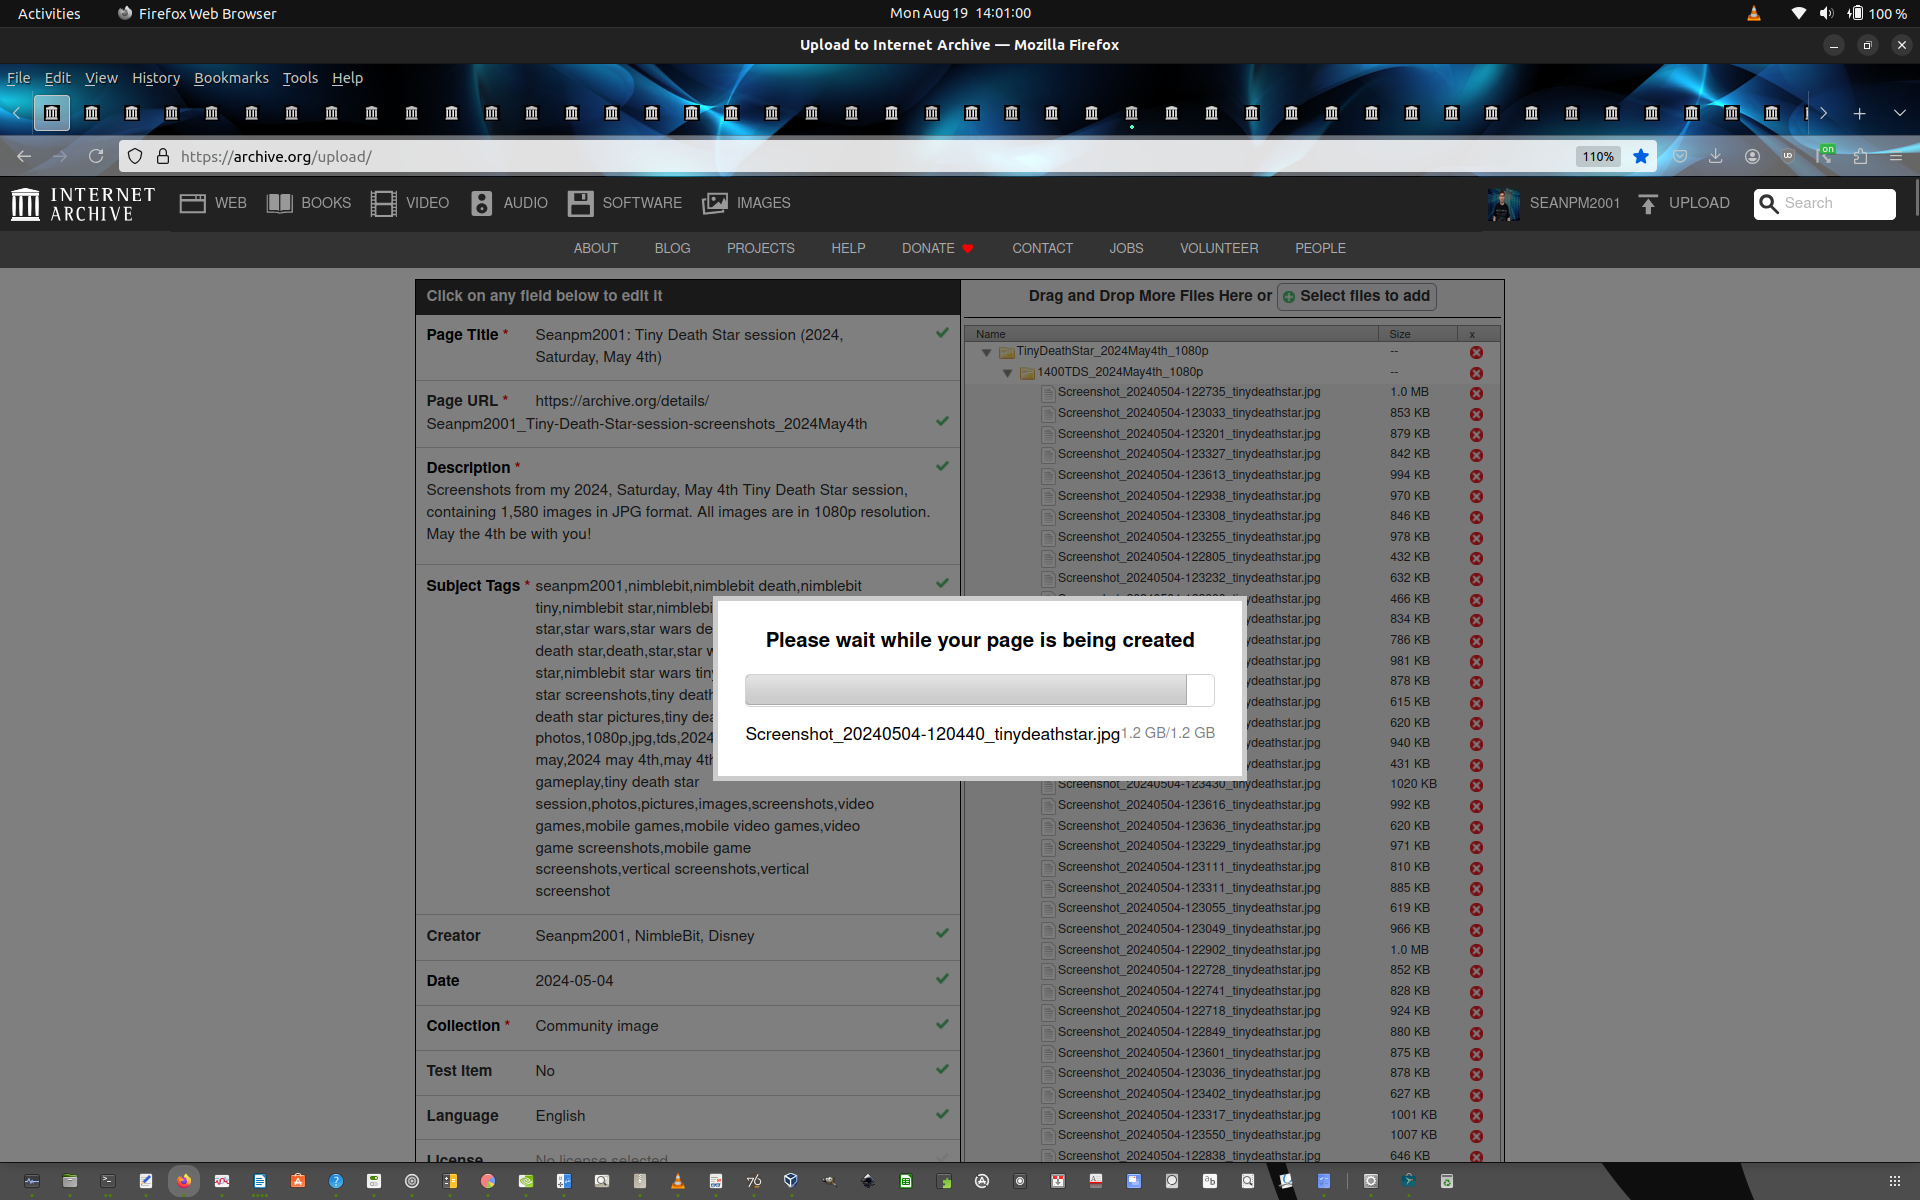 Activities
Firefox Web Browser
Mon Aug 19 14:01:00
100 %
Upload to Internet Archive — Mozilla Firefox
File Edit View History Bookmarks Tools Help
https://archive.org/upload/
110%
on
INTERNET ARCHIVE
WEB BOOKS VIDEO AUDIO SOFTWARE IMAGES
SEANPM2001 UPLOAD Search
ABOUT BLOG PROJECTS HELP DONATE CONTACT JOBS VOLUNTEER PEOPLE
Click on any field below to edit it
Page Title * Seanpm2001: Tiny Death Star session (2024,
Saturday, May 4th)
Page URL * https://archive.org/details/
Seanpm2001_Tiny-Death-Star-session-screenshots_2024May4th
Description *
Screenshots from my 2024, Saturday, May 4th Tiny Death Star session,
containing 1,580 images in JPG format. All images are in 1080p resolution.
May the 4th be with you!
Subject Tags * seanpm2001,nimblebit,nimblebit death,nimblebit
tiny,nimblebit star,nimblebi
star,star wars,star wars de
death star,death,star,star w
star,nimblebit star wars tin
star screenshots,tiny death
death star pictures,tiny dea
photos,1080p,jpg,tds,2024
may,2024 may 4th,may 4th
gameplay,tiny death star
session,photos,pictures,images,screenshots,video
games,mobile games,mobile video games,video
game screenshots,mobile game
screenshots,vertical screenshots,vertical
screenshot
Creator Seanpm2001, NimbleBit, Disney
Date 2024-05-04
Collection * Community image
Test Item No
Language English
License No license selected
Drag and Drop More Files Here or Select files to add
Name Size x
TinyDeathStar_2024May4th_1080p --
1400TDS_2024May4th_1080p --
Screenshot_20240504-122735_tinydeathstar.jpg 1.0 MB
Screenshot_20240504-123033_tinydeathstar.jpg 853 KB
Screenshot_20240504-123201_tinydeathstar.jpg 879 KB
Screenshot_20240504-123327_tinydeathstar.jpg 842 KB
Screenshot_20240504-123613_tinydeathstar.jpg 994 KB
Screenshot_20240504-122938_tinydeathstar.jpg 970 KB
Screenshot_20240504-123308_tinydeathstar.jpg 846 KB
Screenshot_20240504-123255_tinydeathstar.jpg 978 KB
Screenshot_20240504-122805_tinydeathstar.jpg 432 KB
Screenshot_20240504-123232_tinydeathstar.jpg 632 KB
ydeathstar.jpg 466 KB
ydeathstar.jpg 834 KB
ydeathstar.jpg 786 KB
ydeathstar.jpg 981 KB
ydeathstar.jpg 878 KB
ydeathstar.jpg 615 KB
ydeathstar.jpg 620 KB
ydeathstar.jpg 940 KB
ydeathstar.jpg 431 KB
Screenshot_20240504-123430_tinydeathstar.jpg 1020 KB
Screenshot_20240504-123616_tinydeathstar.jpg 992 KB
Screenshot_20240504-123636_tinydeathstar.jpg 620 KB
Screenshot_20240504-123229_tinydeathstar.jpg 971 KB
Screenshot_20240504-123111_tinydeathstar.jpg 810 KB
Screenshot_20240504-123311_tinydeathstar.jpg 885 KB
Screenshot_20240504-123055_tinydeathstar.jpg 619 KB
Screenshot_20240504-123049_tinydeathstar.jpg 966 KB
Screenshot_20240504-122902_tinydeathstar.jpg 1.0 MB
Screenshot_20240504-122728_tinydeathstar.jpg 852 KB
Screenshot_20240504-122741_tinydeathstar.jpg 828 KB
Screenshot_20240504-122718_tinydeathstar.jpg 924 KB
Screenshot_20240504-122849_tinydeathstar.jpg 880 KB
Screenshot_20240504-123601_tinydeathstar.jpg 875 KB
Screenshot_20240504-123036_tinydeathstar.jpg 878 KB
Screenshot_20240504-123402_tinydeathstar.jpg 627 KB
Screenshot_20240504-123317_tinydeathstar.jpg 1001 KB
Screenshot_20240504-123550_tinydeathstar.jpg 1007 KB
Screenshot_20240504-122838_tinydeathstar.jpg 646 KB
Please wait while your page is being created
Screenshot_20240504-120440_tinydeathstar.jpg 1.2 GB/1.2 GB